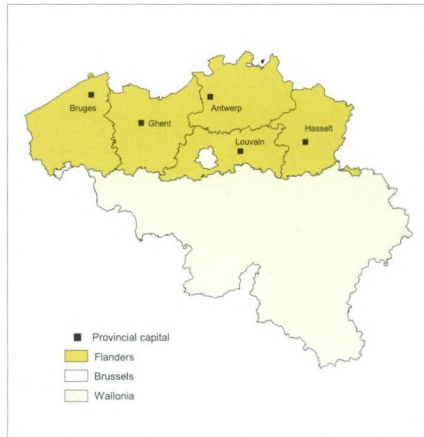 Bruges
Ghent
Antwerp
Louvain
Hasselt
Provincial capital
Flanders
Brussels
Wallonia